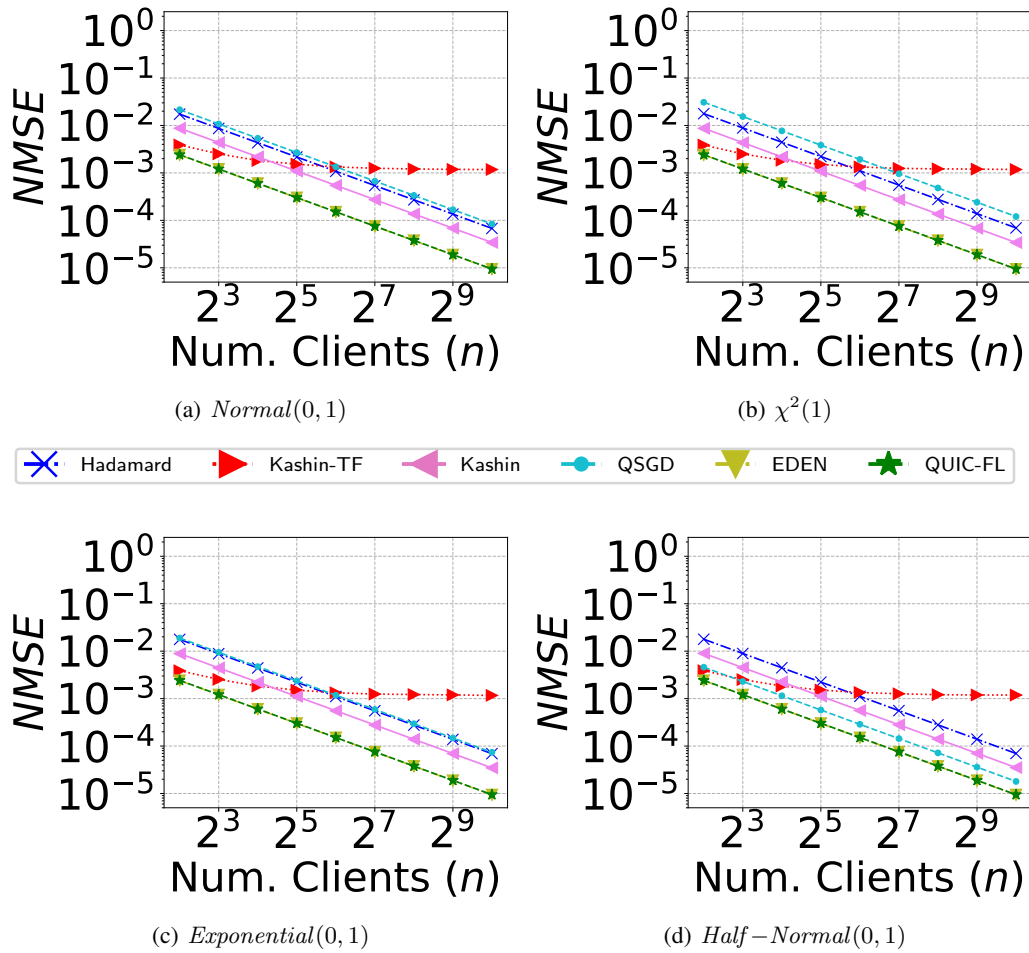 10^0
10^-1
10^-2
10^-3
10^-4
10^-5
NMSE
2^3 2^5 2^7 2^9
Num. Clients (n)
(a) Normal(0, 1)
10^0
10^-1
10^-2
10^-3
10^-4
10^-5
NMSE
2^3 2^5 2^7 2^9
Num. Clients (n)
(b) χ^2(1)
Hadamard Kashin-TF Kashin QSGD EDEN QUIC-FL
10^0
10^-1
10^-2
10^-3
10^-4
10^-5
NMSE
2^3 2^5 2^7 2^9
Num. Clients (n)
(c) Exponential(0, 1)
10^0
10^-1
10^-2
10^-3
10^-4
10^-5
NMSE
2^3 2^5 2^7 2^9
Num. Clients (n)
(d) Half−Normal(0, 1)